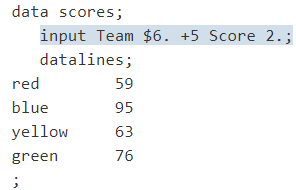 data scores;
   input Team $6. +5 Score 2.;
   datalines;
red        59
blue       95
yellow     63
green      76
;